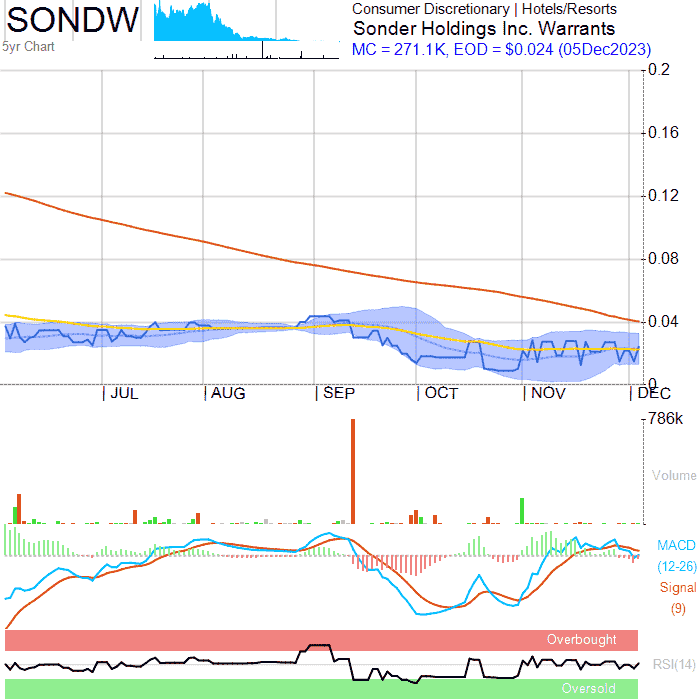 SONDW
5yr Chart
Consumer Discretionary | Hotels/Resorts
Sonder Holdings Inc. Warrants
MC = 271.1K, EOD = $0.024 (05Dec2023)
0.2
0.16
0.12
0.08
0.04
0
JUL AUG SEP OCT NOV DEC
786k
Volume
MACD
(12-26)
Signal
(9)
Overbought
RSI(14)
Oversold